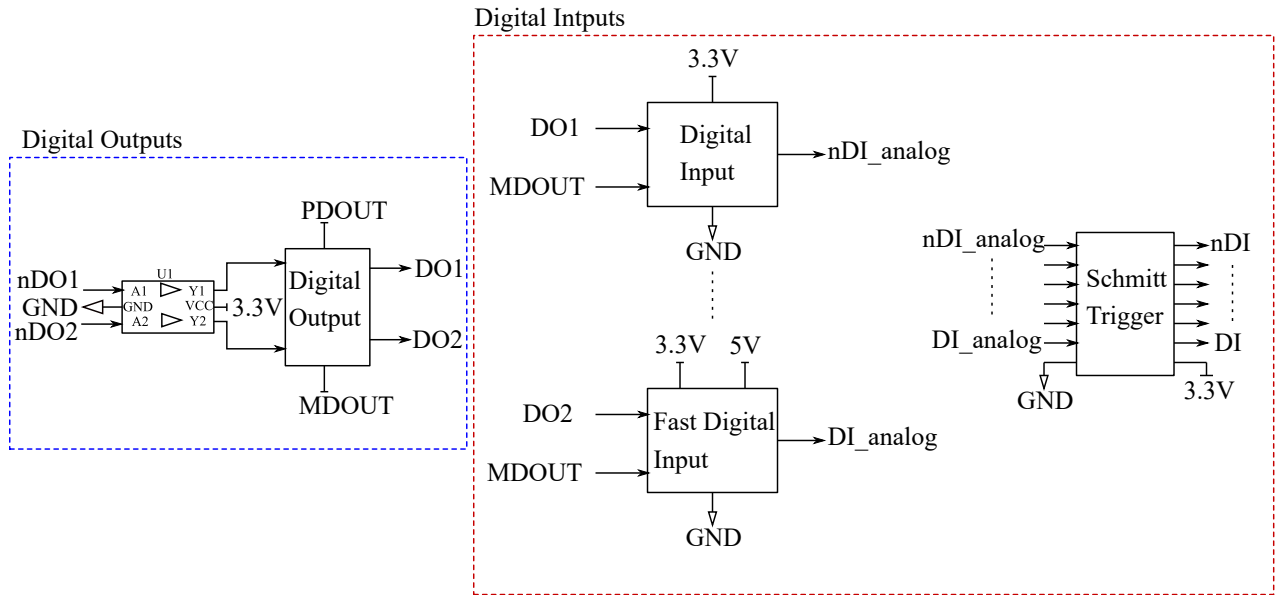 Digital Outputs
nDO1
GND
nDO2
U1
A1
Y1
GND
VCC
A2
Y2
3.3V
PDOUT
Digital
Output
MDOUT
DO1
DO2
Digital Intputs
3.3V
DO1
MDOUT
Digital
Input
nDI_analog
GND
3.3V
5V
DO2
MDOUT
Fast Digital
Input
DI_analog
GND
nDI_analog
DI_analog
GND
Schmitt
Trigger
nDI
DI
3.3V